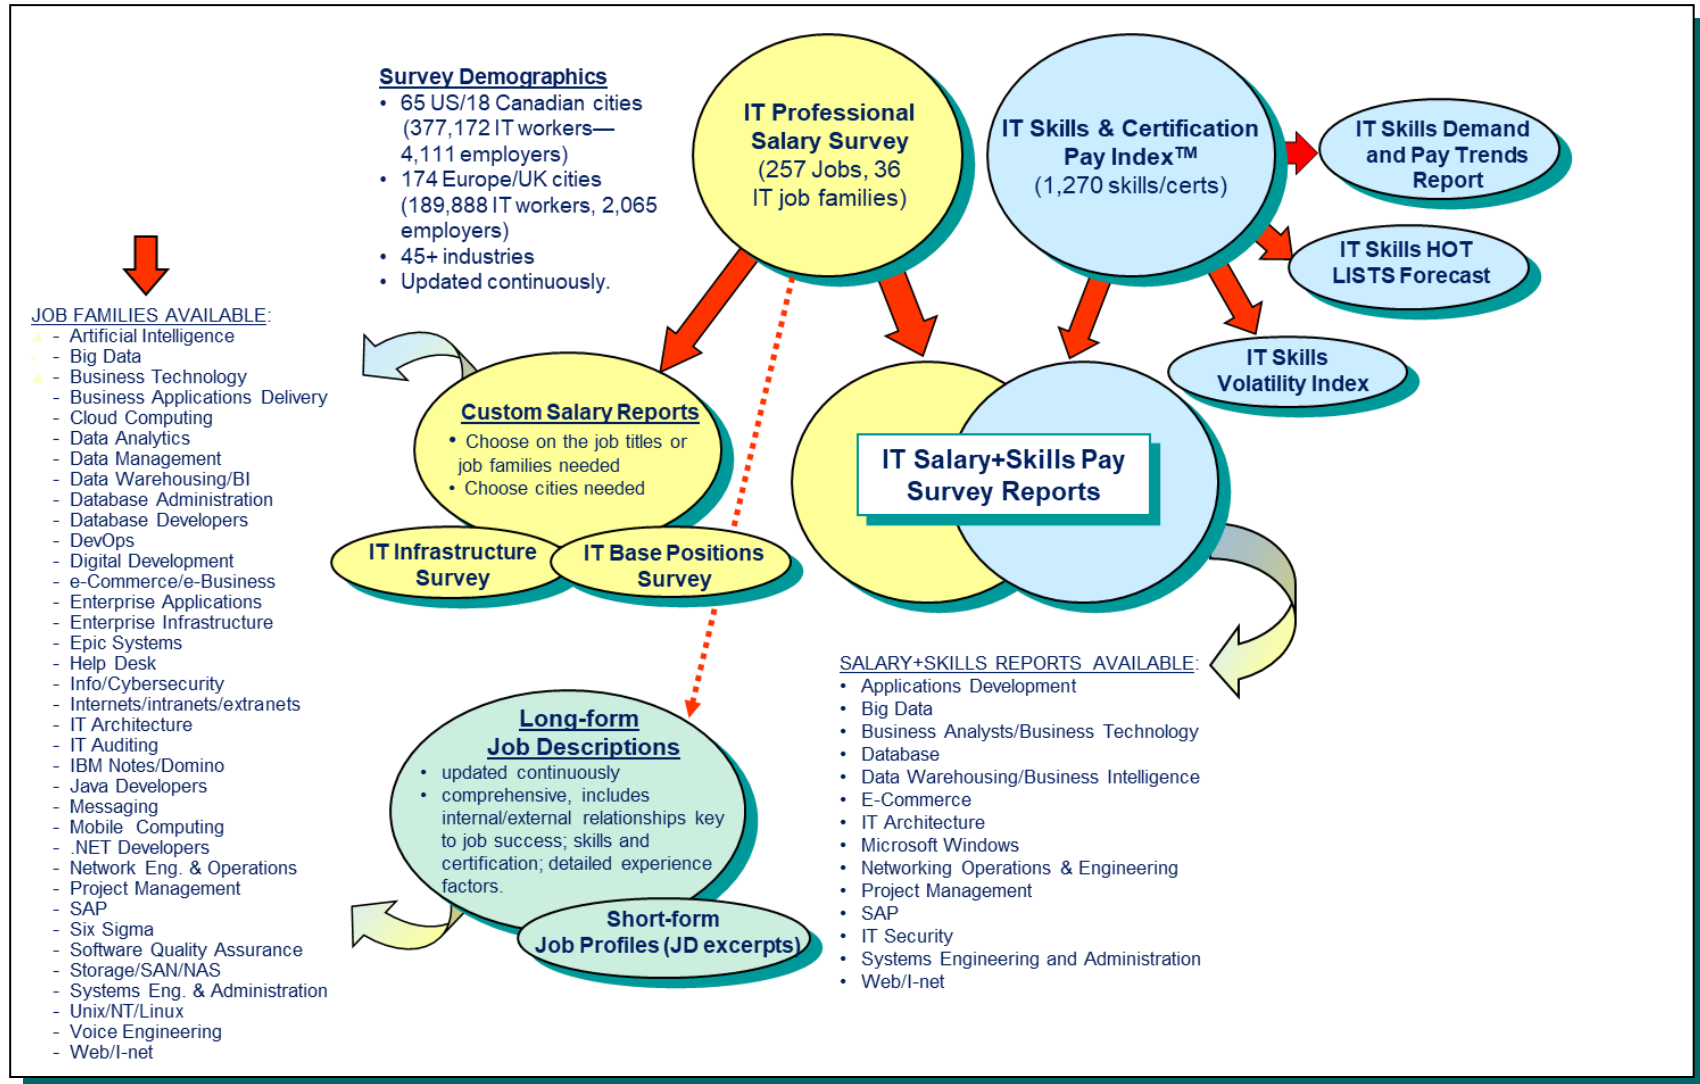 Survey Demographics
• 65 US/18 Canadian cities
(377,172 IT workers—
4,111 employers)
• 174 Europe/UK cities
(189,888 IT workers, 2,065
employers)
• 45+ industries
• Updated continuously.
IT Professional
Salary Survey
(257 Jobs, 36
IT job families)
IT Skills & Certification
Pay Index™
(1,270 skills/certs)
IT Skills Demand
and Pay Trends
Report
IT Skills HOT
LISTS Forecast
IT Skills
Volatility Index
JOB FAMILIES AVAILABLE:
- Artificial Intelligence
- Big Data
- Business Technology
- Business Applications Delivery
- Cloud Computing
- Data Analytics
- Data Management
- Data Warehousing/BI
- Database Administration
- Database Developers
- DevOps
- Digital Development
- e-Commerce/e-Business
- Enterprise Applications
- Enterprise Infrastructure
- Epic Systems
- Help Desk
- Info/Cybersecurity
- Internets/intranets/extranets
- IT Architecture
- IT Auditing
- IBM Notes/Domino
- Java Developers
- Messaging
- Mobile Computing
- .NET Developers
- Network Eng. & Operations
- Project Management
- SAP
- Six Sigma
- Software Quality Assurance
- Storage/SAN/NAS
- Systems Eng. & Administration
- Unix/NT/Linux
- Voice Engineering
- Web/I-net
Custom Salary Reports
• Choose on the job titles or
job families needed
• Choose cities needed
IT Infrastructure
Survey
IT Base Positions
Survey
IT Salary+Skills Pay
Survey Reports
Long-form
Job Descriptions
• updated continuously
• comprehensive, includes
internal/external relationships key
to job success; skills and
certification; detailed experience
factors.
Short-form
Job Profiles (JD excerpts)
SALARY+SKILLS REPORTS AVAILABLE:
• Applications Development
• Big Data
• Business Analysts/Business Technology
• Database
• Data Warehousing/Business Intelligence
• E-Commerce
• IT Architecture
• Microsoft Windows
• Networking Operations & Engineering
• Project Management
• SAP
• IT Security
• Systems Engineering and Administration
• Web/I-net